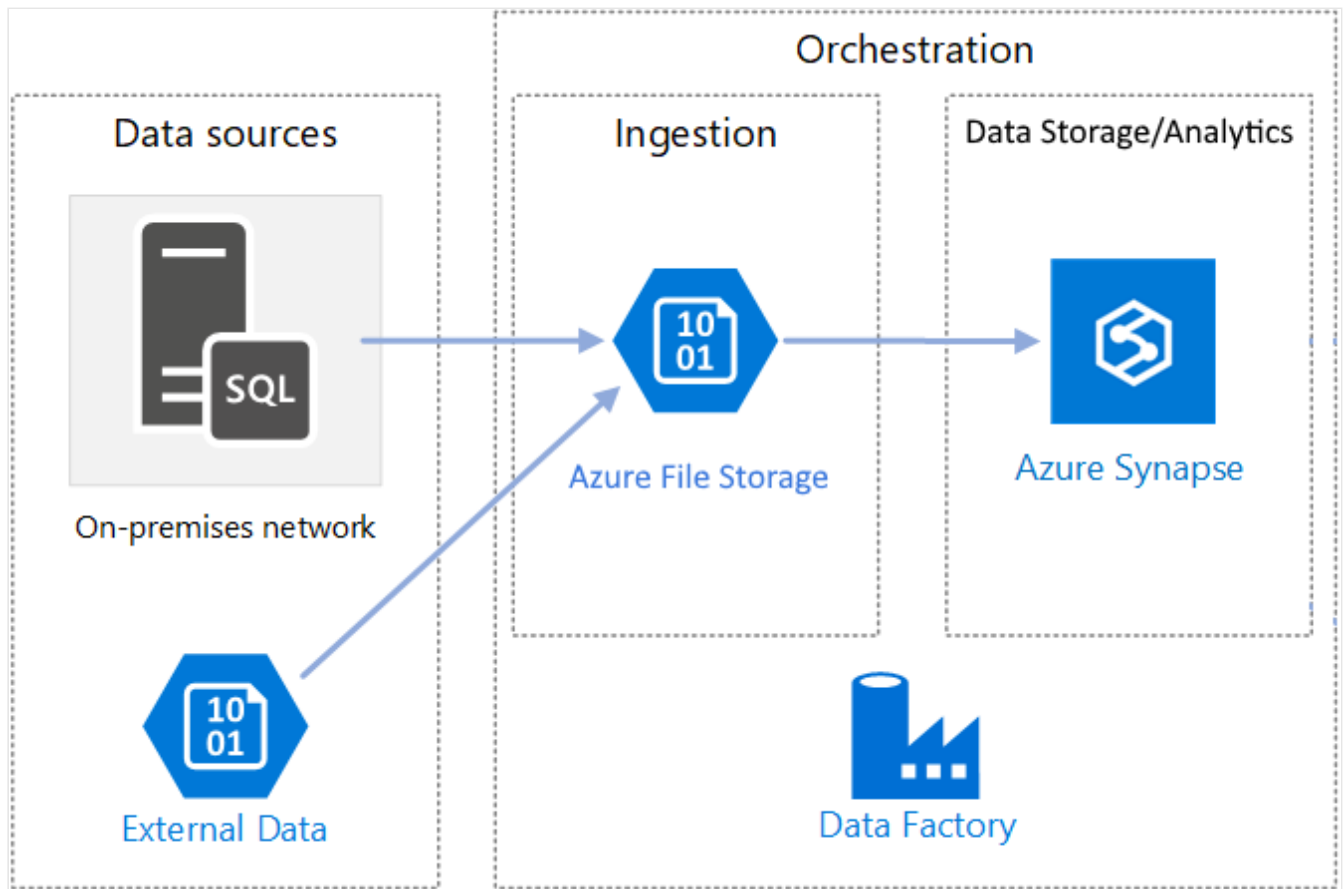 Orchestration
Data sources
Ingestion
Data Storage/Analytics
SQL
10
01
Azure File Storage
Azure Synapse
On-premises network
10
01
External Data
Data Factory